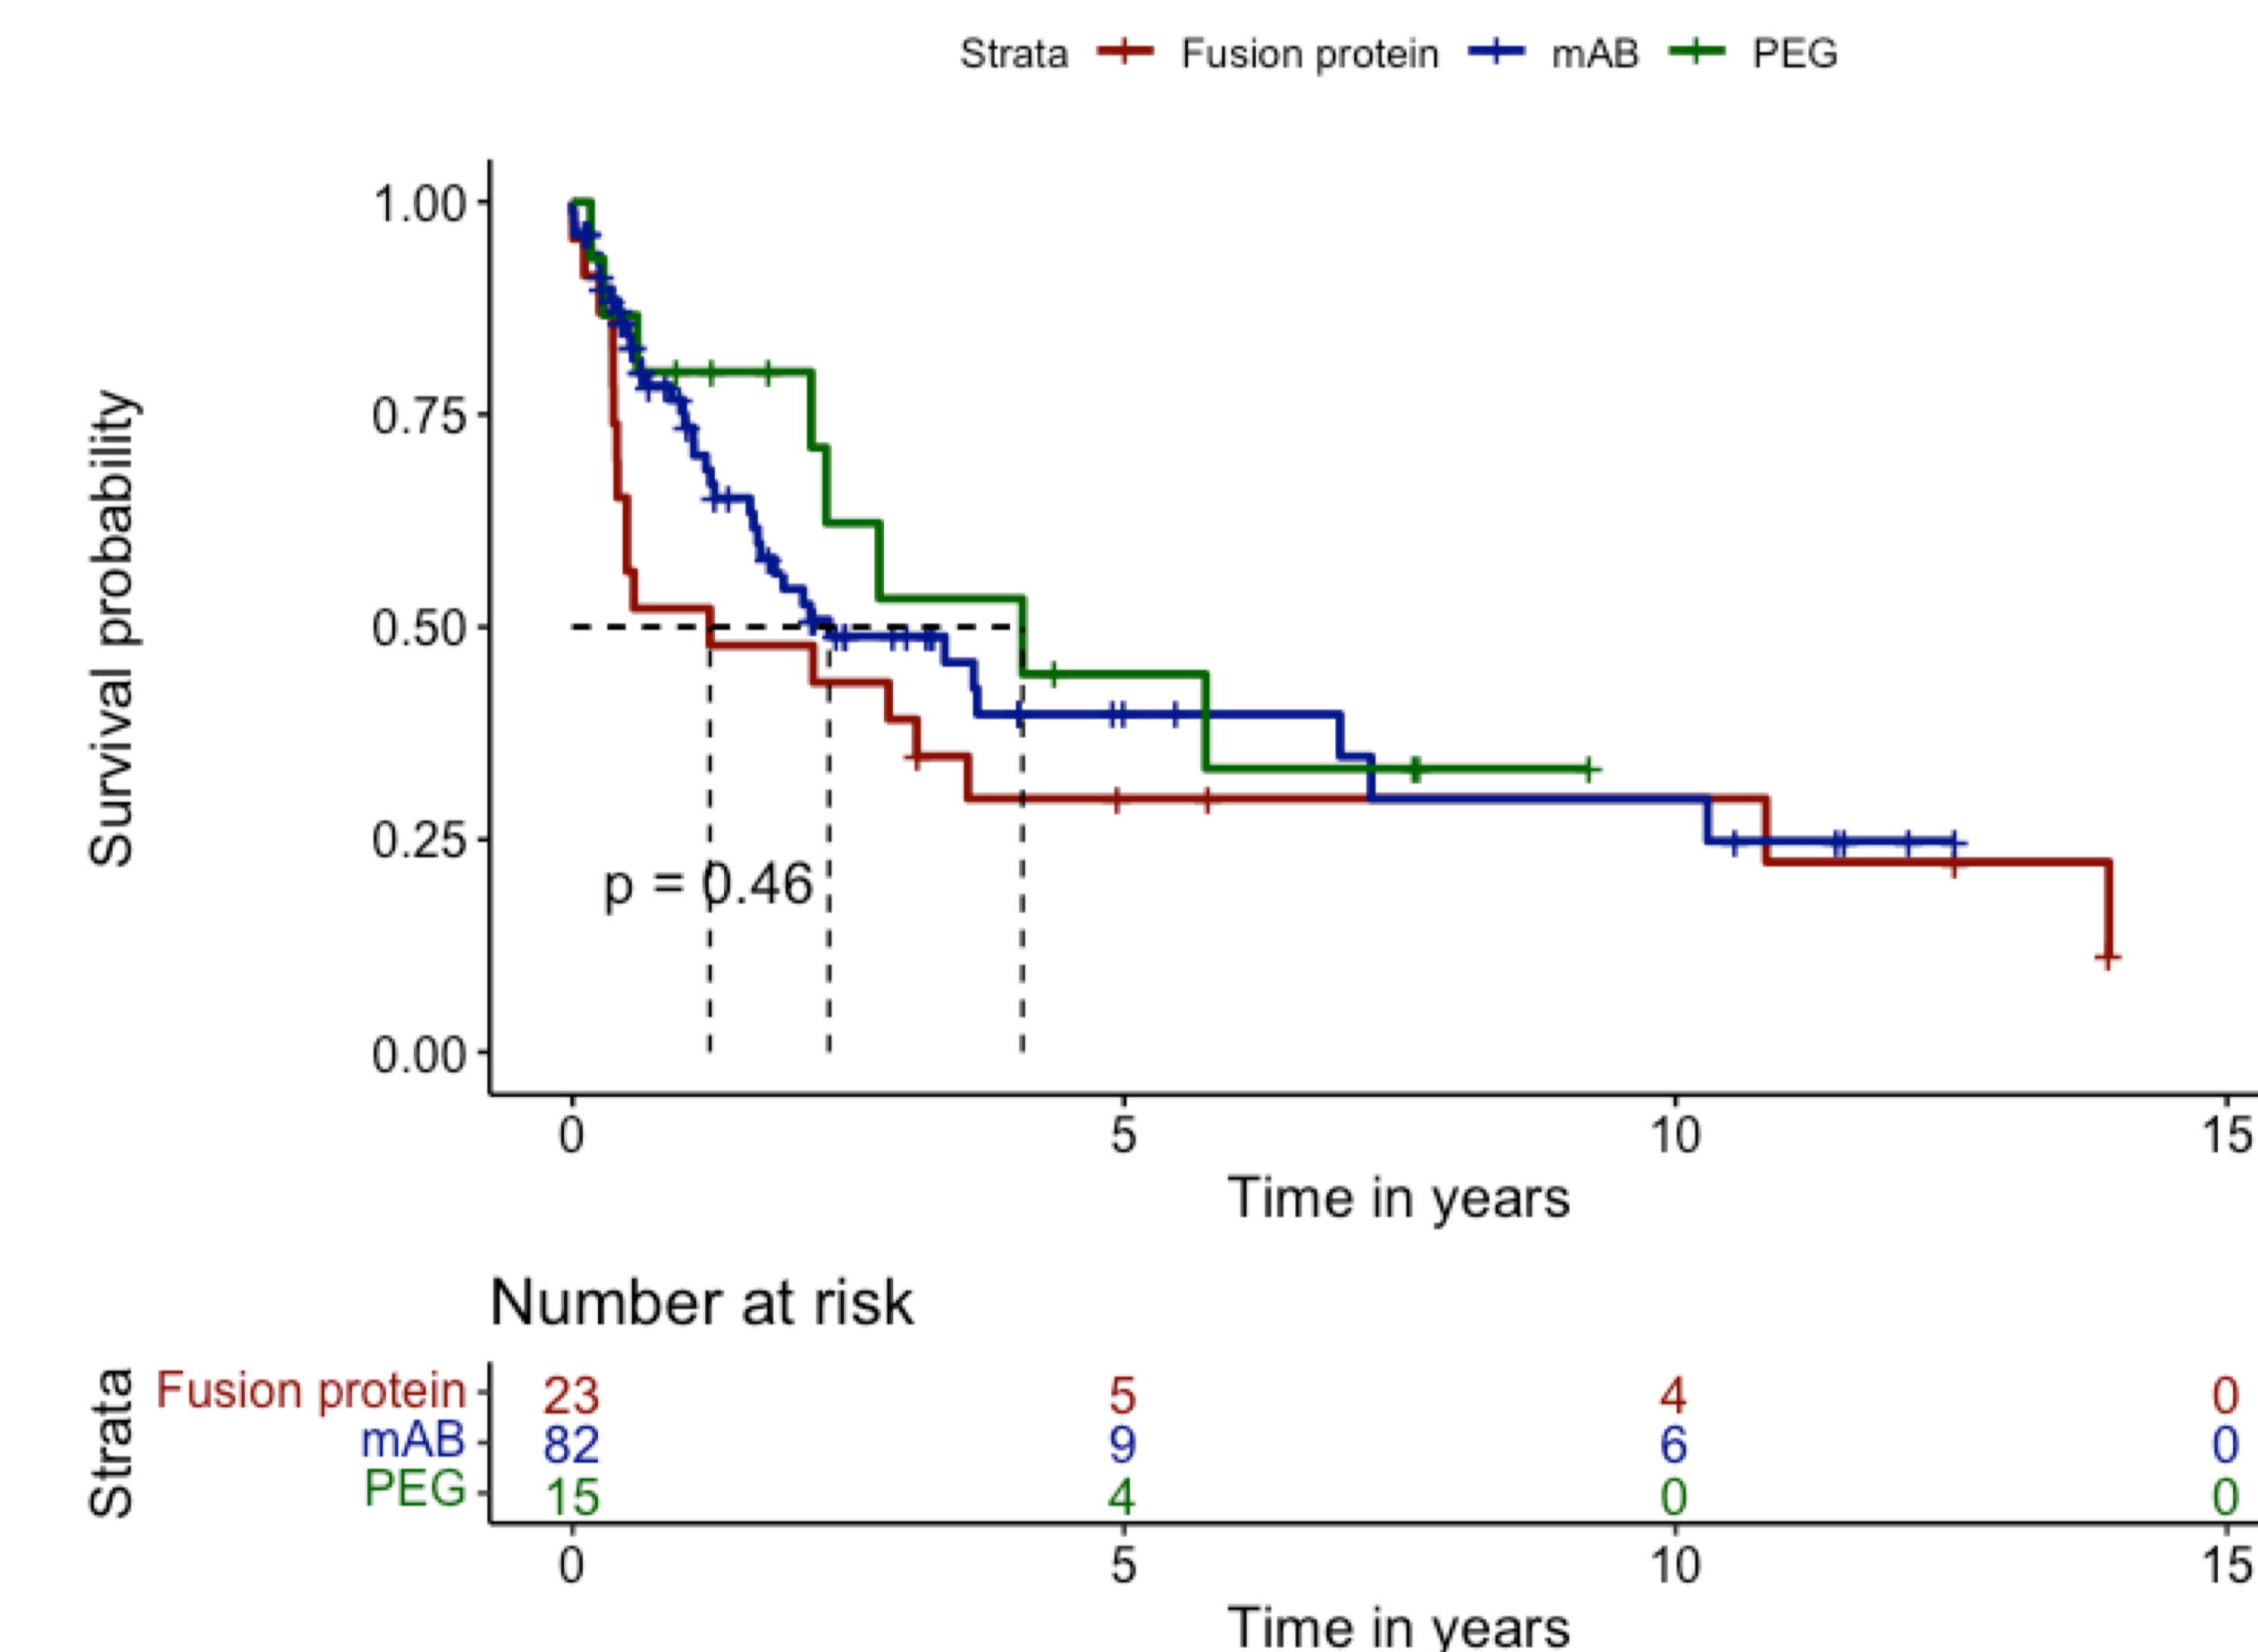 Strata Fusion protein mAB PEG
Survival probability
1.00
0.75
0.50
0.25
0.00
p = 0.46
0 5 10 15
Time in years
Number at risk
Strata
Fusion protein 23 5 4 0
mAB 82 9 6 0
PEG 15 4 0 0
0 5 10 15
Time in years